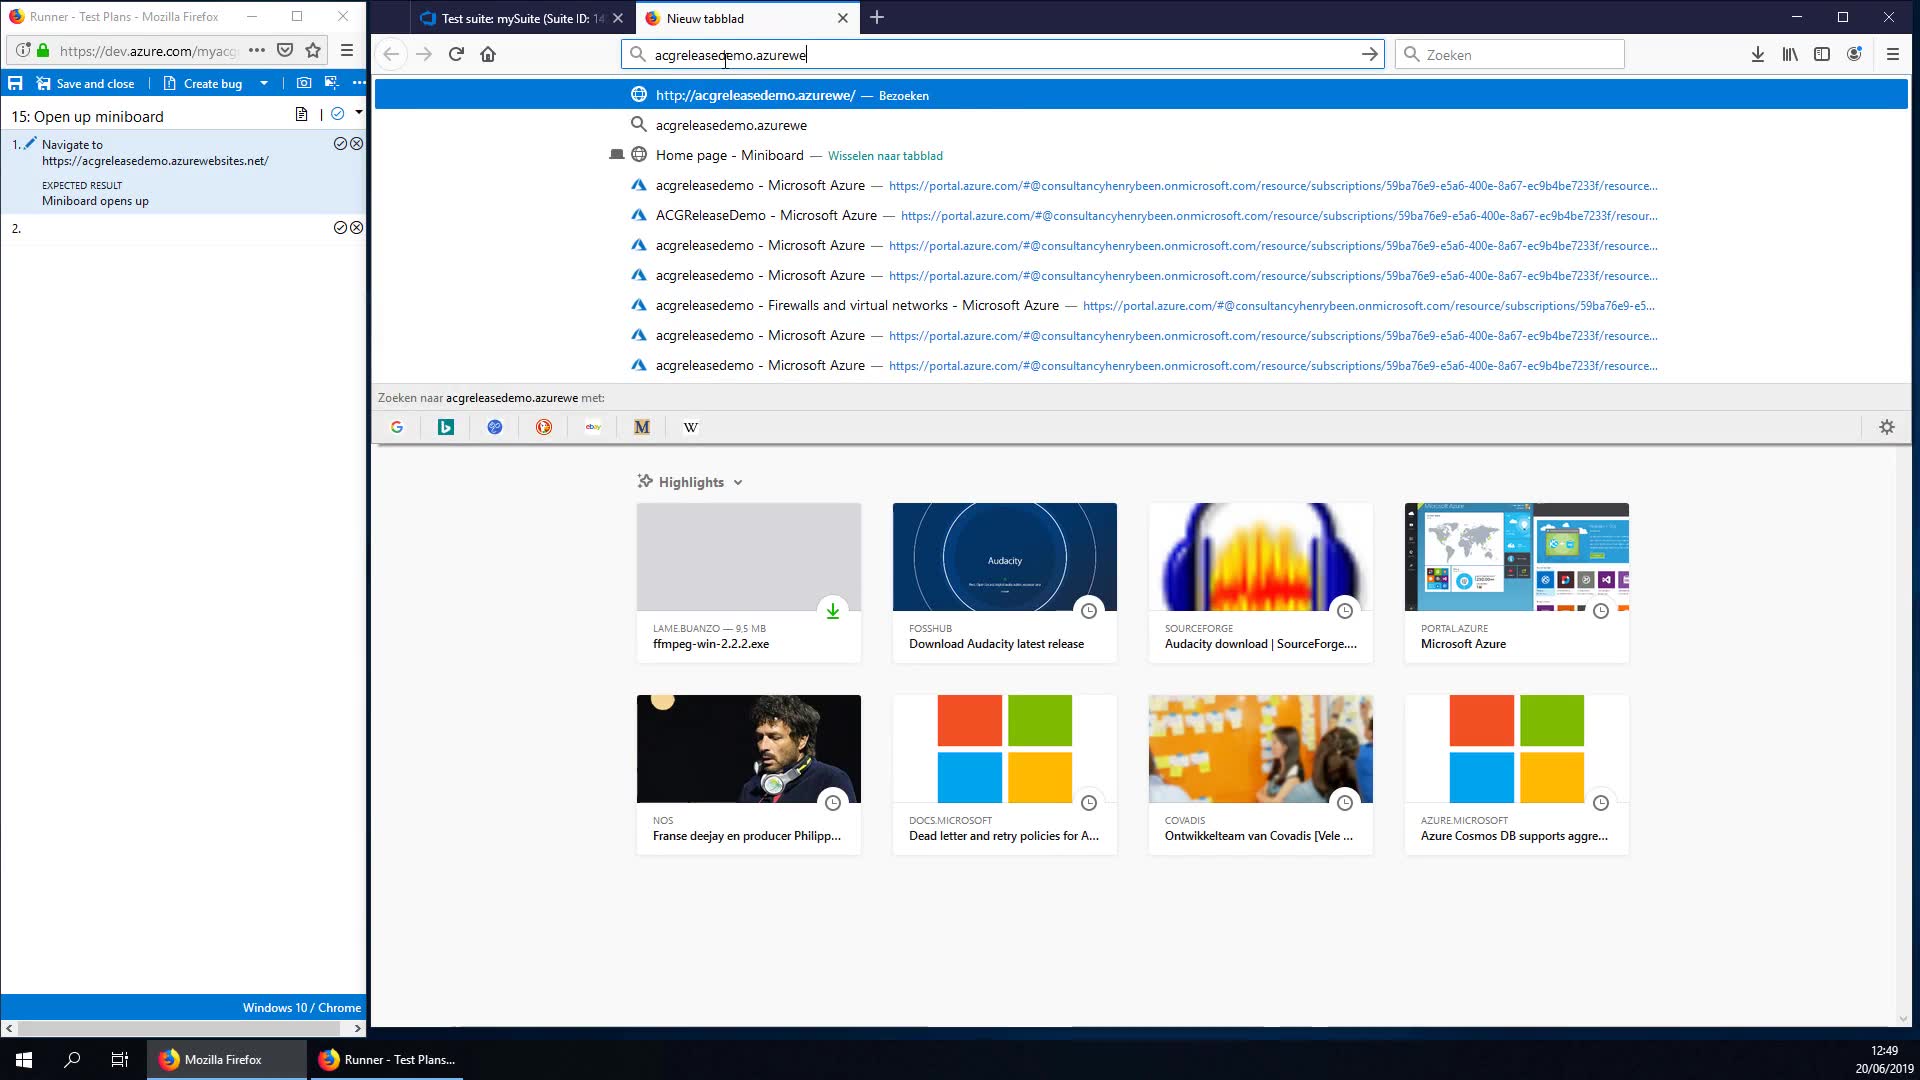 Runner - Test Plans - Mozilla Firefox
https://dev.azure.com/myacg
Save and close
Create bug
15: Open up miniboard
1.
Navigate to
https://acgreleasedemo.azurewebsites.net/
EXPECTED RESULT
Miniboard opens up
2.
Windows 10 / Chrome
Test suite: mySuite (Suite ID: 14
Nieuw tabblad
acgreleasedemo.azurewe
Zoeken
http://acgreleasedemo.azurewe/ — Bezoeken
acgreleasedemo.azurewe
Home page - Miniboard — Wisselen naar tabblad
acgreleasedemo - Microsoft Azure — https://portal.azure.com/#@consultancyhenrybeen.onmicrosoft.com/resource/subscriptions/59ba76e9-e5a6-400e-8a67-ec9b4be7233f/resource...
ACGReleaseDemo - Microsoft Azure — https://portal.azure.com/#@consultancyhenrybeen.onmicrosoft.com/resource/subscriptions/59ba76e9-e5a6-400e-8a67-ec9b4be7233f/resour...
acgreleasedemo - Microsoft Azure — https://portal.azure.com/#@consultancyhenrybeen.onmicrosoft.com/resource/subscriptions/59ba76e9-e5a6-400e-8a67-ec9b4be7233f/resource...
acgreleasedemo - Microsoft Azure — https://portal.azure.com/#@consultancyhenrybeen.onmicrosoft.com/resource/subscriptions/59ba76e9-e5a6-400e-8a67-ec9b4be7233f/resource...
acgreleasedemo - Firewalls and virtual networks - Microsoft Azure — https://portal.azure.com/#@consultancyhenrybeen.onmicrosoft.com/resource/subscriptions/59ba76e9-e5...
acgreleasedemo - Microsoft Azure — https://portal.azure.com/#@consultancyhenrybeen.onmicrosoft.com/resource/subscriptions/59ba76e9-e5a6-400e-8a67-ec9b4be7233f/resource...
acgreleasedemo - Microsoft Azure — https://portal.azure.com/#@consultancyhenrybeen.onmicrosoft.com/resource/subscriptions/59ba76e9-e5a6-400e-8a67-ec9b4be7233f/resource...
Zoeken naar acgreleasedemo.azurewe met:
G b ebay M W
Highlights
Audacity
LAME.BUANZO — 9,5 MB
ffmpeg-win-2.2.2.exe
FOSSHUB
Download Audacity latest release
SOURCEFORGE
Audacity download | SourceForge....
Microsoft Azure
PORTAL.AZURE
Microsoft Azure
NOS
Franse deejay en producer Philipp...
DOCS.MICROSOFT
Dead letter and retry policies for A...
COVADIS
Ontwikkelteam van Covadis [Vele ...
AZURE.MICROSOFT
Azure Cosmos DB supports aggre...
Mozilla Firefox
Runner - Test Plans...
12:49
20/06/2019